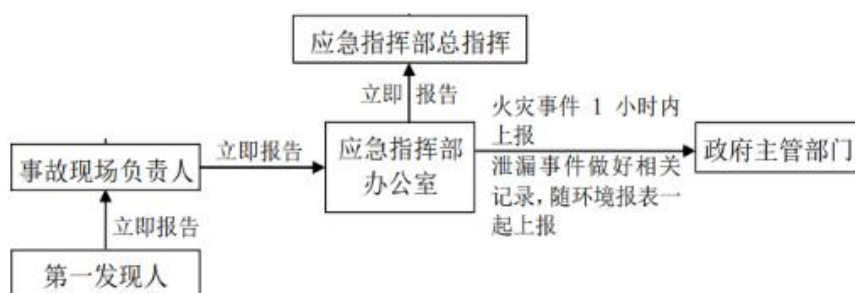 应急指挥部总指挥
立即 报告
火灾事件 1 小时内
上报
立即报告
应急指挥部
办公室
政府主管部门
事故现场负责人
泄漏事件做好相关
记录，随环境报表一
起上报
立即报告
第一发现人